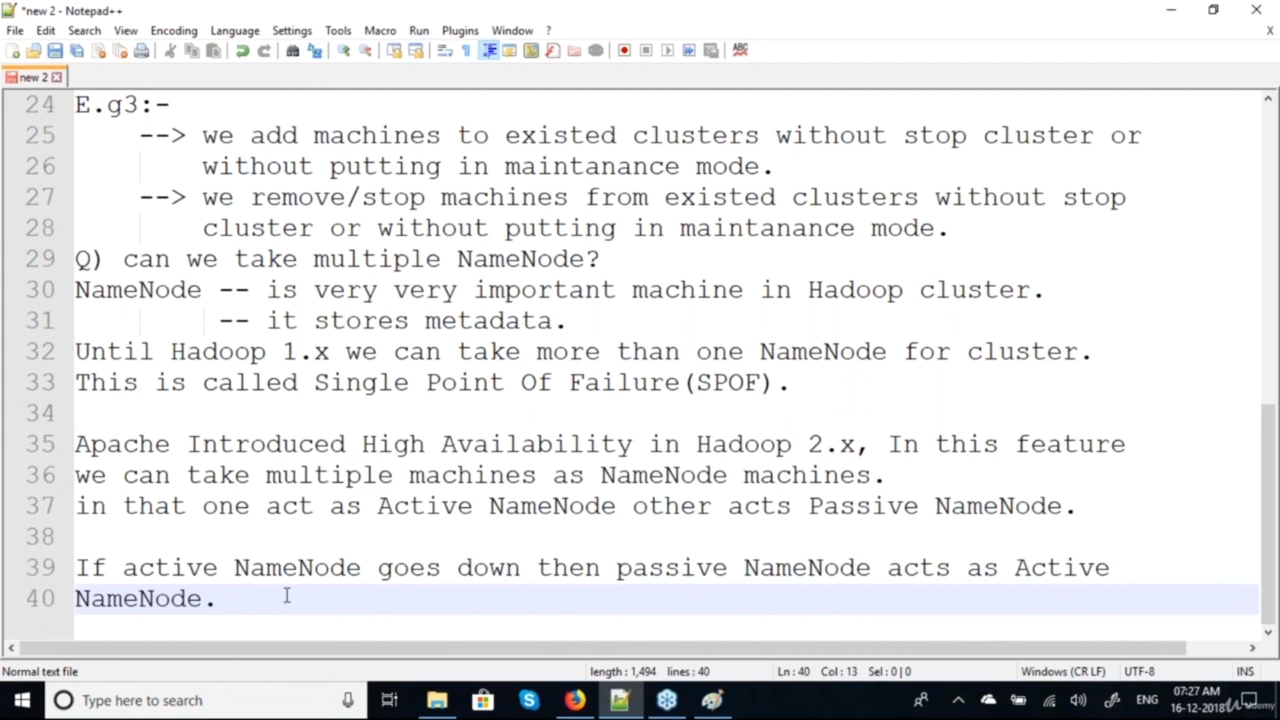 *new 2 - Notepad++
File Edit Search View Encoding Language Settings Tools Macro Run Plugins Window ?
X
new 2
24 E.g3:-
25 --> we add machines to existed clusters without stop cluster or
26 without putting in maintanance mode.
27 --> we remove/stop machines from existed clusters without stop
28 cluster or without putting in maintanance mode.
29 Q) can we take multiple NameNode?
30 NameNode -- is very very important machine in Hadoop cluster.
31 -- it stores metadata.
32 Until Hadoop 1.x we can take more than one NameNode for cluster.
33 This is called Single Point Of Failure(SPOF).
34
35 Apache Introduced High Availability in Hadoop 2.x, In this feature
36 we can take multiple machines as NameNode machines.
37 in that one act as Active NameNode other acts Passive NameNode.
38
39 If active NameNode goes down then passive NameNode acts as Active
40 NameNode.
Normal text file length : 1,494 lines : 40 Ln : 40 Col : 13 Sel : 0 | 0 Windows (CR LF) UTF-8 INS
Type here to search ENG 07:27 AM
16-12-2018 Udemy